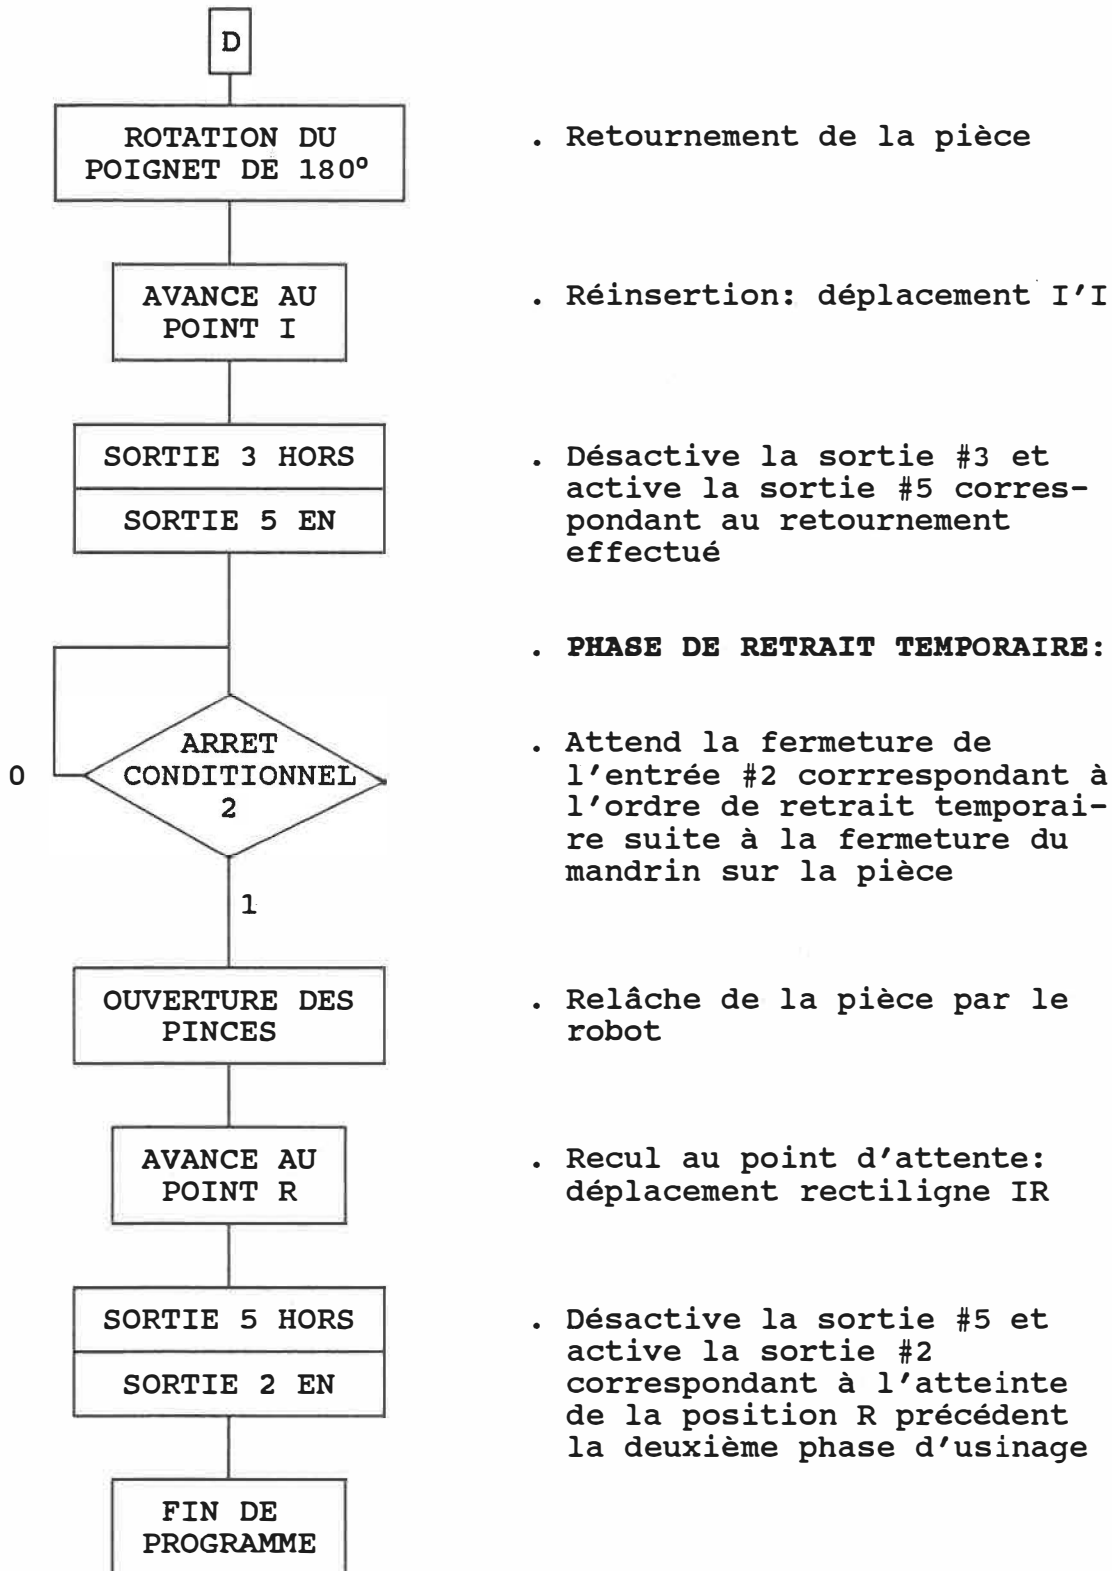 D
ROTATION DU
POIGNET DE 180°
. Retournement de la pièce
AVANCE AU
POINT I
. Réinsertion: déplacement I'I
SORTIE 3 HORS
SORTIE 5 EN
. Désactive la sortie #3 et
active la sortie #5 corres-
pondant au retournement
effectué
. PHASE DE RETRAIT TEMPORAIRE:
ARRET
CONDITIONNEL
2
0
1
. Attend la fermeture de
l'entrée #2 corrrespondant à
l'ordre de retrait temporai-
re suite à la fermeture du
mandrin sur la pièce
OUVERTURE DES
PINCES
. Relâche de la pièce par le
robot
AVANCE AU
POINT R
. Recul au point d'attente:
déplacement rectiligne IR
SORTIE 5 HORS
SORTIE 2 EN
. Désactive la sortie #5 et
active la sortie #2
correspondant à l'atteinte
de la position R précédent
la deuxième phase d'usinage
FIN DE
PROGRAMME